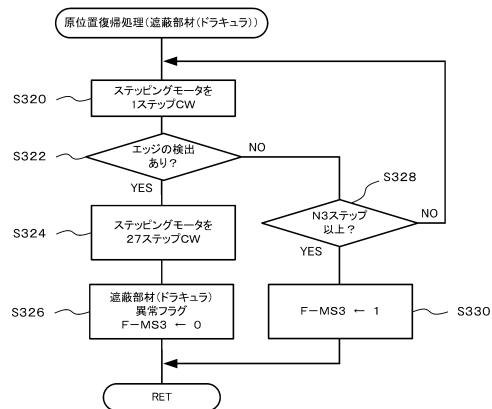 原位置復帰処理(遮蔽部材(ドラキュラ))
S320
ステッピングモータを
1ステップCW
S322
エッジの検出
あり?
NO
YES
S328
N3ステップ
以上?
NO
YES
S324
ステッピングモータを
27ステップCW
S326
遮蔽部材(ドラキュラ)
異常フラグ
F-MS3 ← 0
F-MS3 ← 1
S330
RET